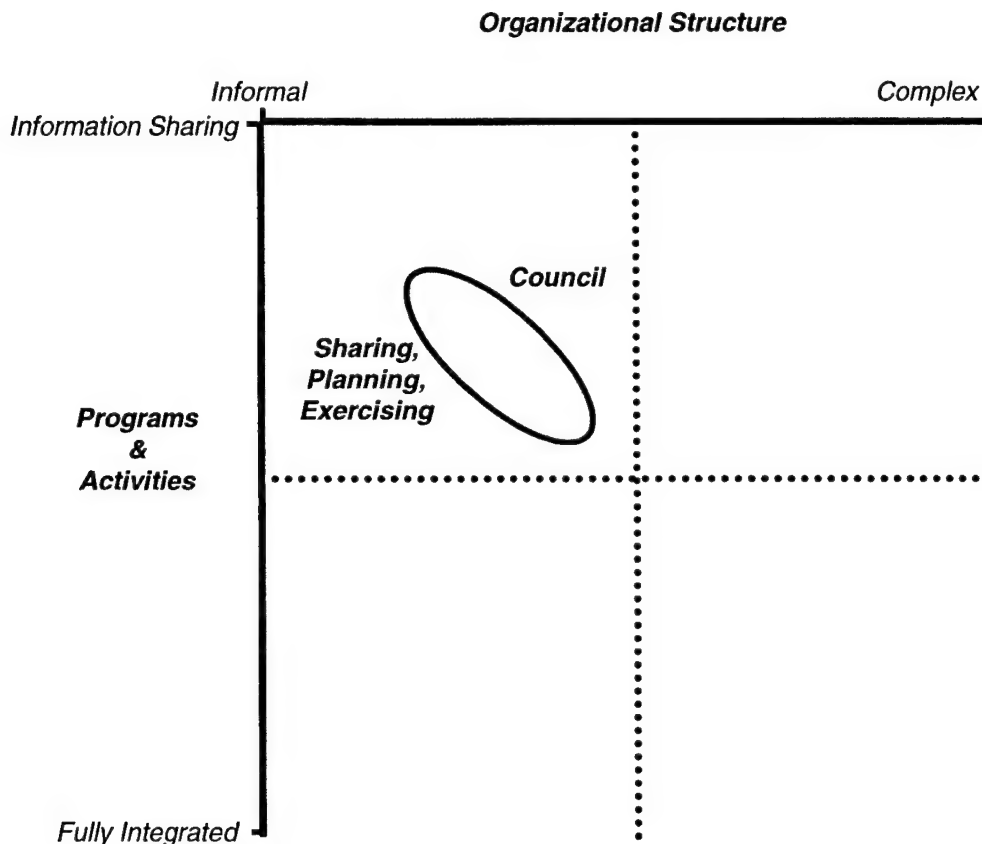 Organizational Structure
Informal
Complex
Information Sharing
Council
Sharing,
Planning,
Exercising
Programs
&
Activities
Fully Integrated